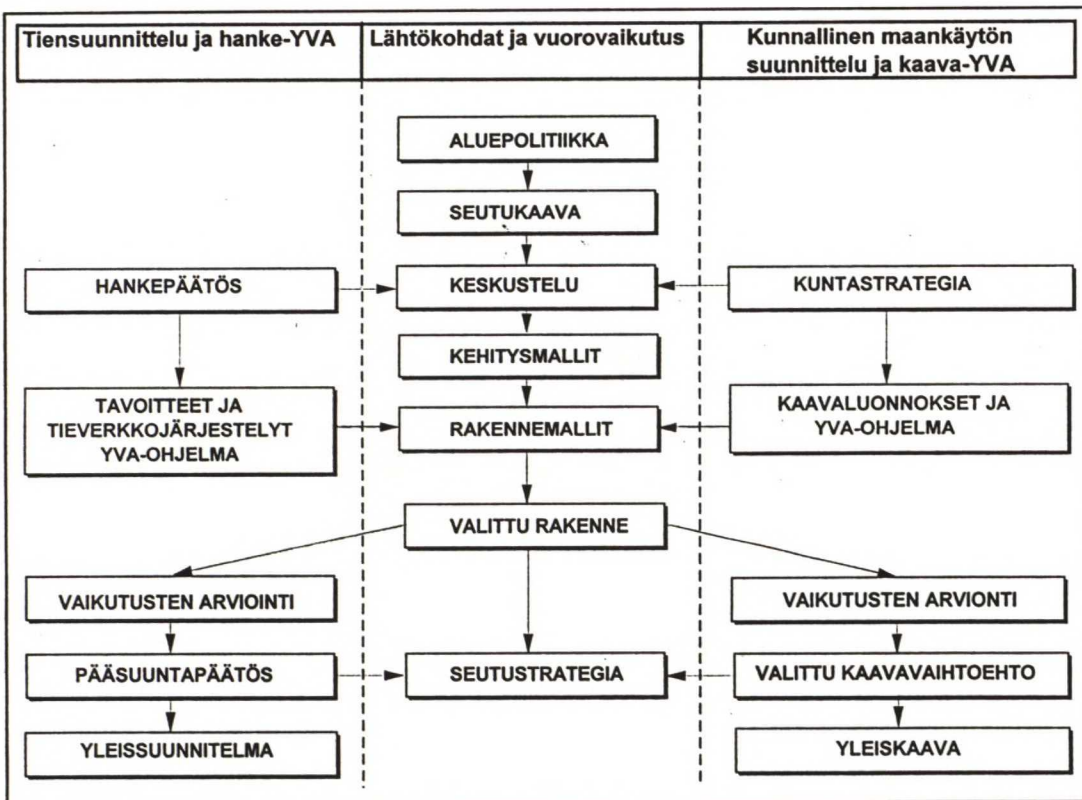 Tiensuunnittelu ja hanke-YVA
Lähtökohdat ja vuorovaikutus
Kunnallinen maankäytön
suunnittelu ja kaava-YVA
ALUEPOLITIIKKA
SEUTUKAAVA
HANKEPÄÄTÖS
KESKUSTELU
KUNTASTRATEGIA
KEHITYSMALLIT
TAVOITTEET JA
TIEVERKKOJÄRJESTELYT
YVA-OHJELMA
RAKENNEMALLIT
KAAVALUONNOKSET JA
YVA-OHJELMA
VALITTU RAKENNE
VAIKUTUSTEN ARVIOINTI
VAIKUTUSTEN ARVIONTI
PÄÄSUUNTAPÄÄTÖS
SEUTUSTRATEGIA
VALITTU KAAVAVAIHTOEHTO
YLEISSUUNNITELMA
YLEISKAAVA